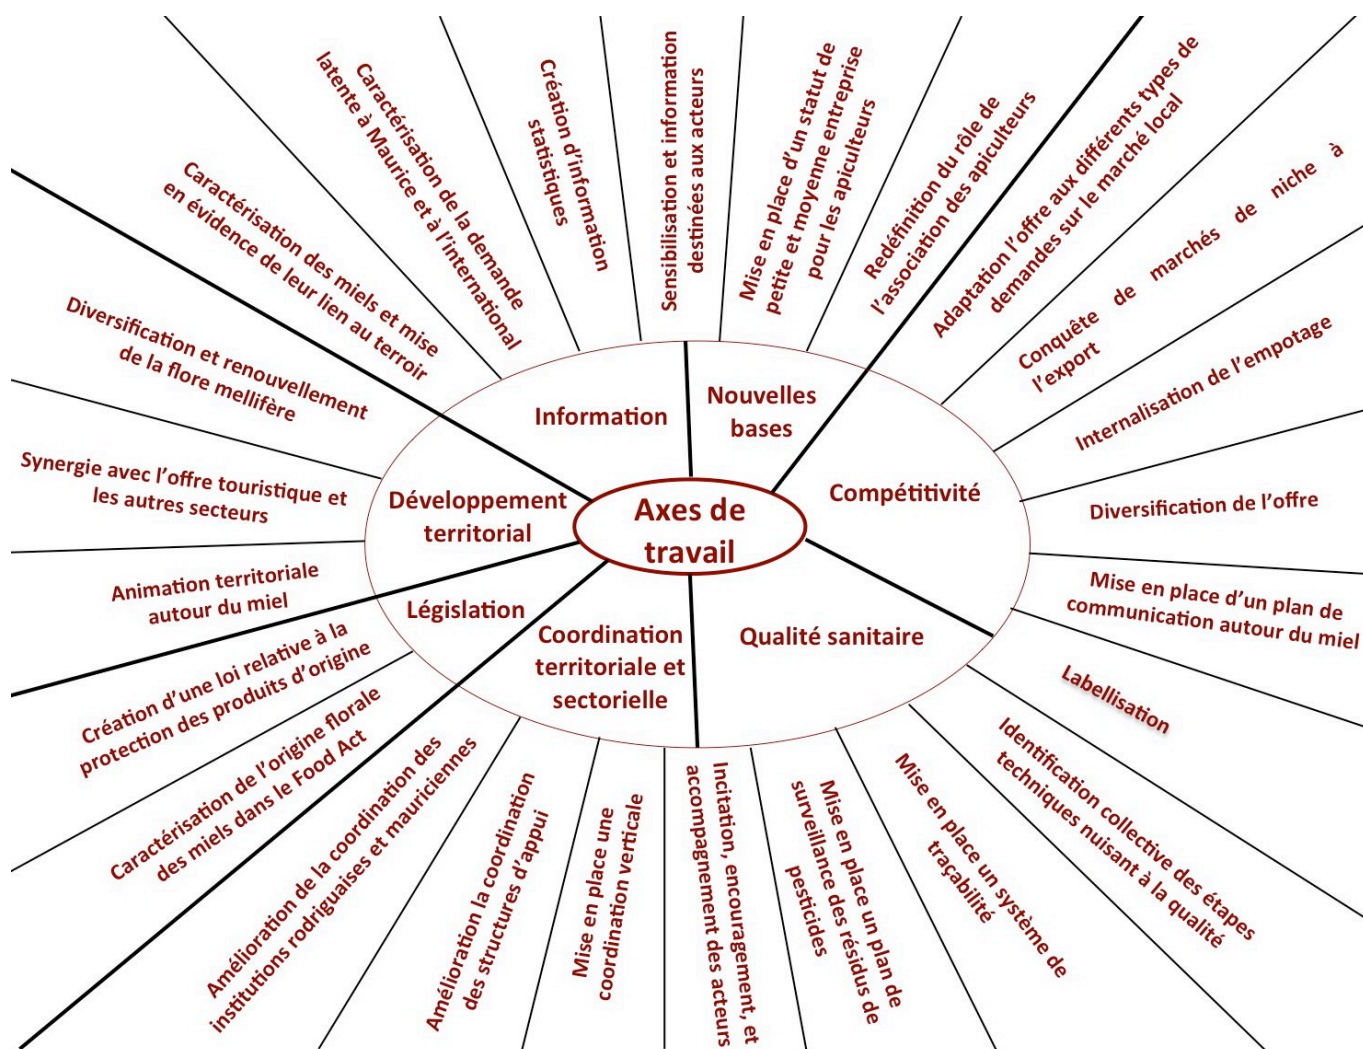 Axes de
travail
Information
Nouvelles
bases
Compétitivité
Qualité sanitaire
Coordination
territoriale et
sectorielle
Législation
Développement
territorial
Caractérisation des miels et mise
en évidence de leur lien au terroir
Caractérisation de la demande
latente à Maurice et à l'international
Création d'information
statistiques
Sensibilisation et information
destinées aux acteurs
Mise en place d'un statut de
petite et moyenne entreprise
pour les apiculteurs
Redéfinition du rôle de
l'association des apiculteurs
Adaptation l'offre aux différents types de
demandes sur le marché local
Conquête de marchés de niche à
l'export
Internalisation de l'empotage
Diversification de l'offre
Mise en place d'un plan de
communication autour du miel
Labellisation
Identification collective des étapes
techniques nuisant à la qualité
Mise en place un système de
traçabilité
Mise en place un plan de
surveillance des résidus de
pesticides
Incitation, encouragement, et
accompagnement des acteurs
Mise en place une
coordination verticale
Amélioration la coordination
des structures d'appui
Amélioration de la coordination des
institutions rodriguaises et mauriciennes
Caractérisation de l'origine florale
des miels dans le Food Act
Création d'une loi relative à la
protection des produits d'origine
Animation territoriale
autour du miel
Synergie avec l'offre touristique et
les autres secteurs
Diversification et renouvellement
de la flore mellifère